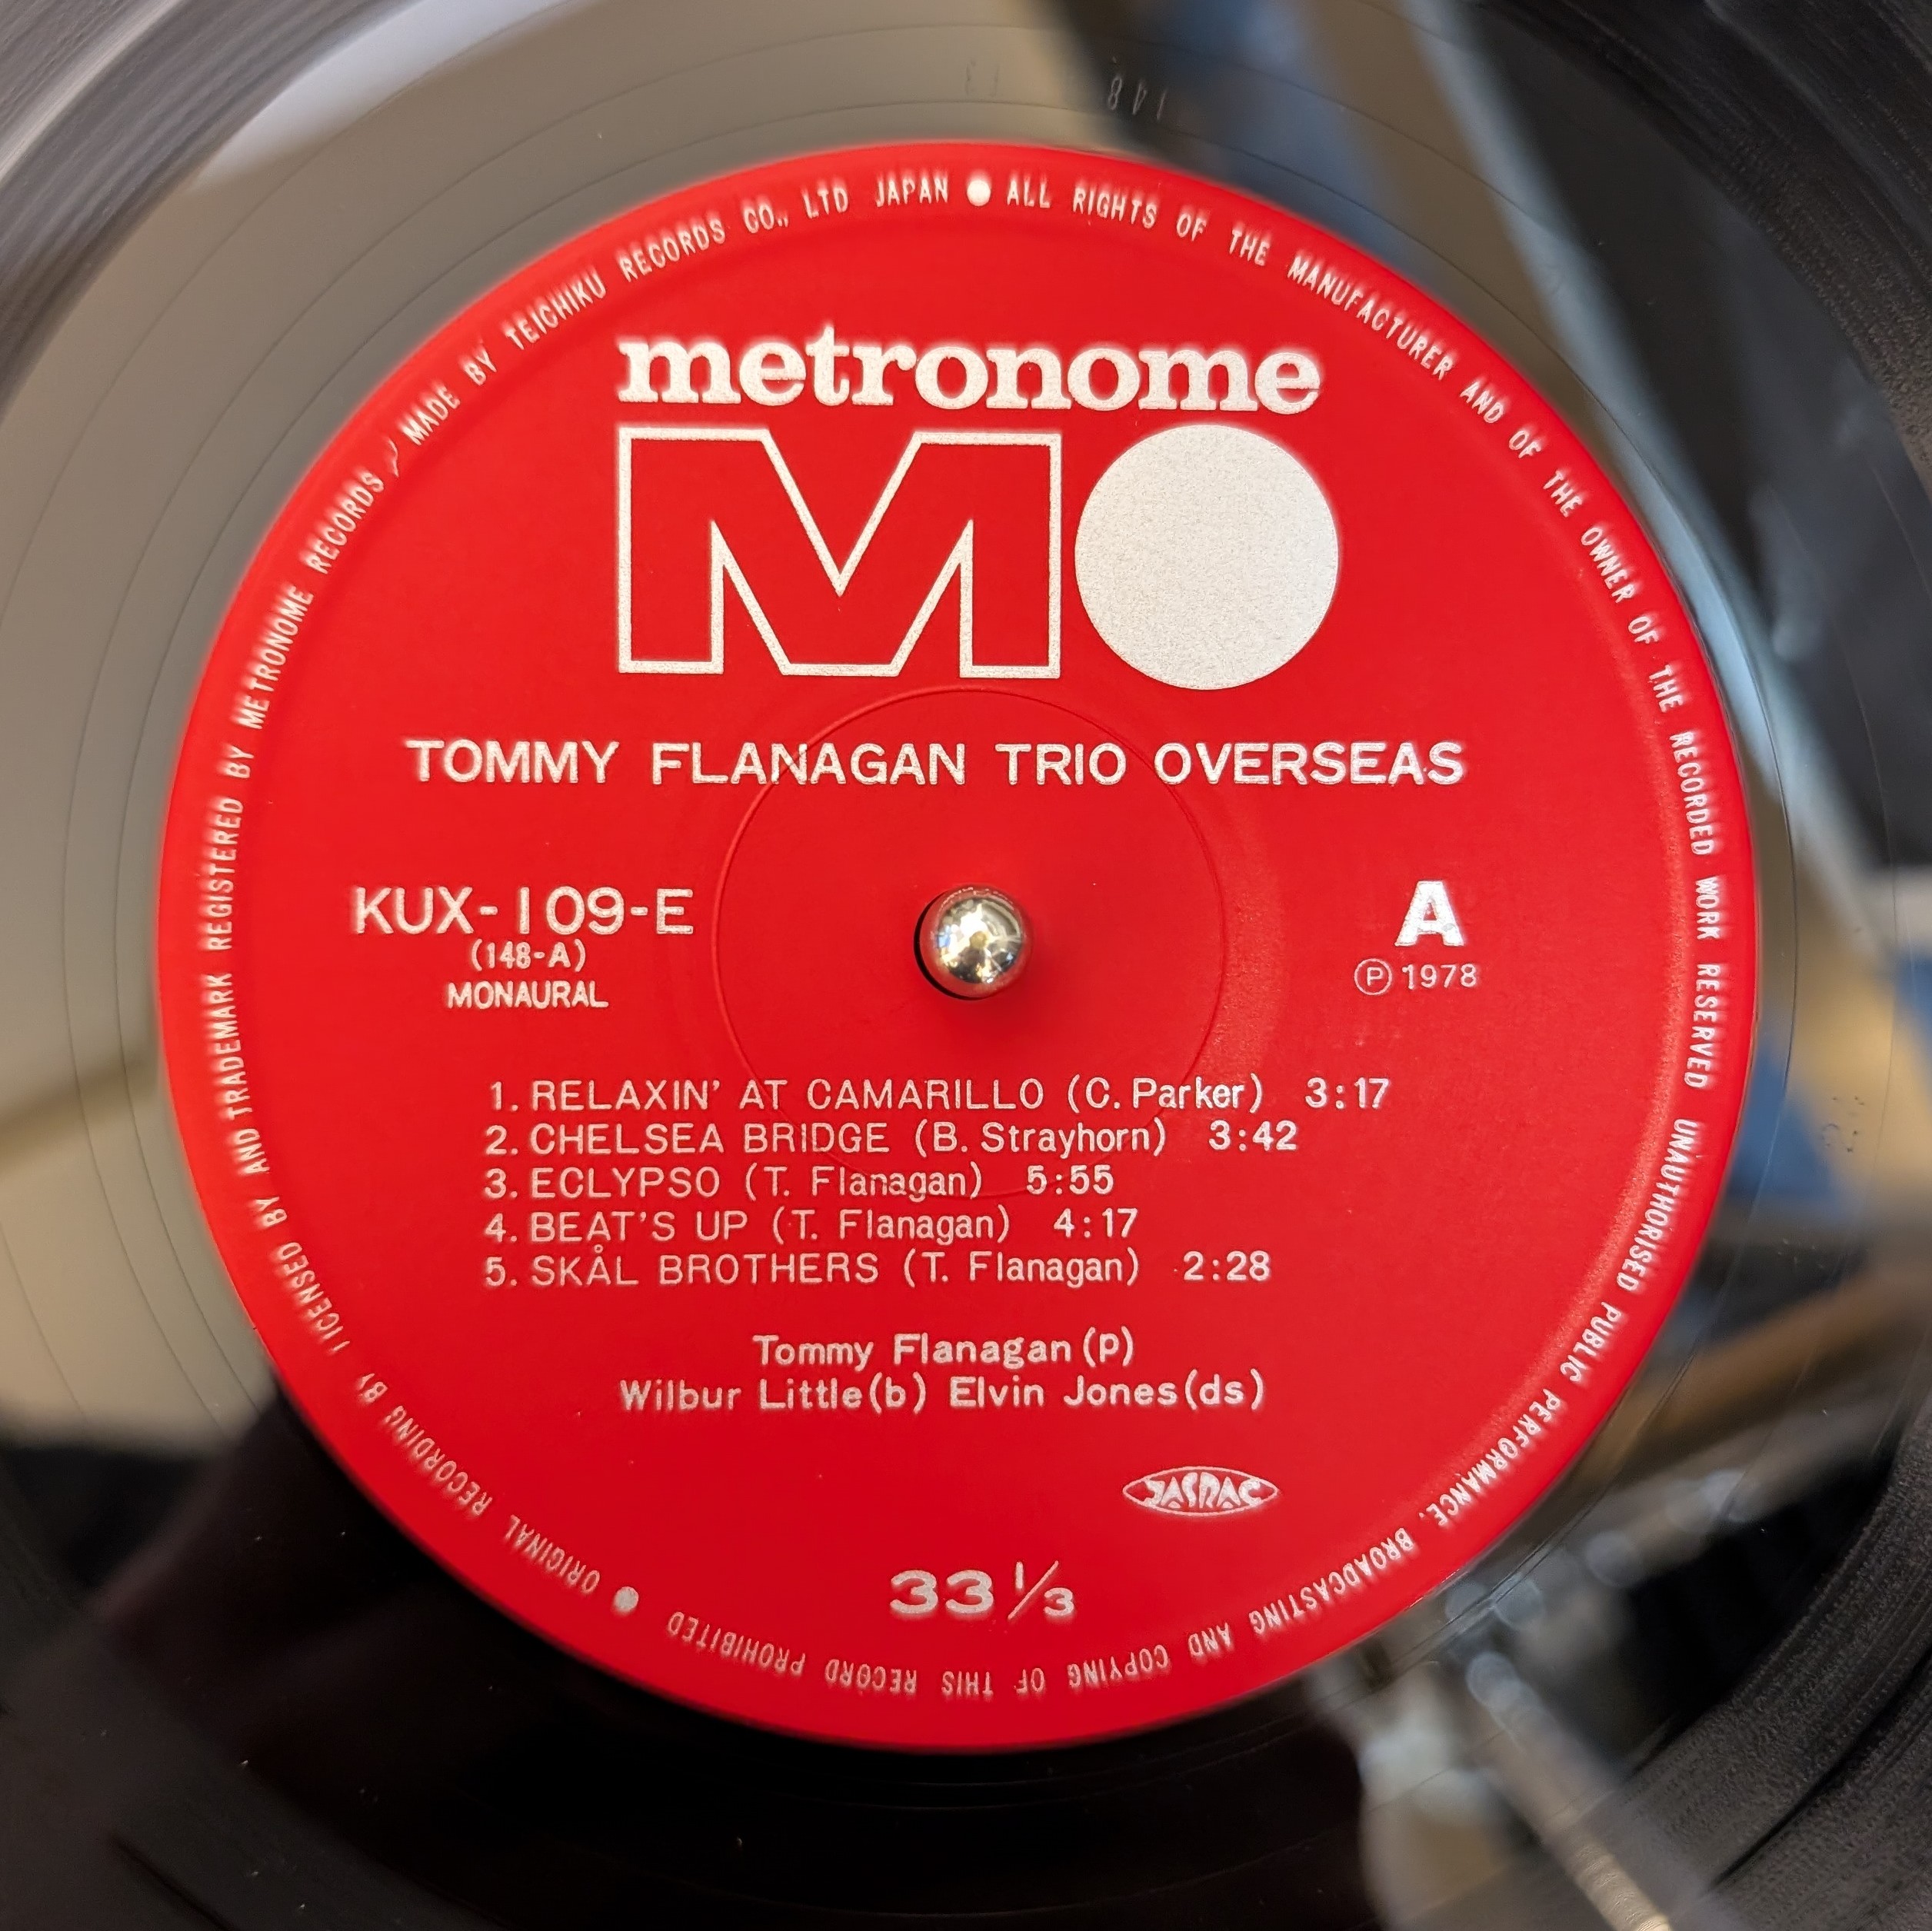 metronome
M
TOMMY FLANAGAN TRIO OVERSEAS
KUX-109-E
(148-A)
MONAURAL
A
Ⓟ 1978
1. RELAXIN' AT CAMARILLO (C. Parker) 3:17
2. CHELSEA BRIDGE (B. Strayhorn) 3:42
3. ECLYPSO (T. Flanagan) 5:55
4. BEAT'S UP (T. Flanagan) 4:17
5. SKÅL BROTHERS (T. Flanagan) 2:28
Tommy Flanagan (p)
Wilbur Little (b) Elvin Jones (ds)
JASRAC
33 1/3
● ORIGINAL RECORDING BY / LICENSED BY AND TRADEMARK REGISTERED BY METRONOME RECORDS / MADE BY TEICHIKU RECORDS CO., LTD JAPAN ● ALL RIGHTS OF THE MANUFACTURER AND OF THE OWNER OF THE RECORDED WORK RESERVED UNAUTHORISED PUBLIC PERFORMANCE, BROADCASTING AND COPYING OF THIS RECORD PROHIBITED
148